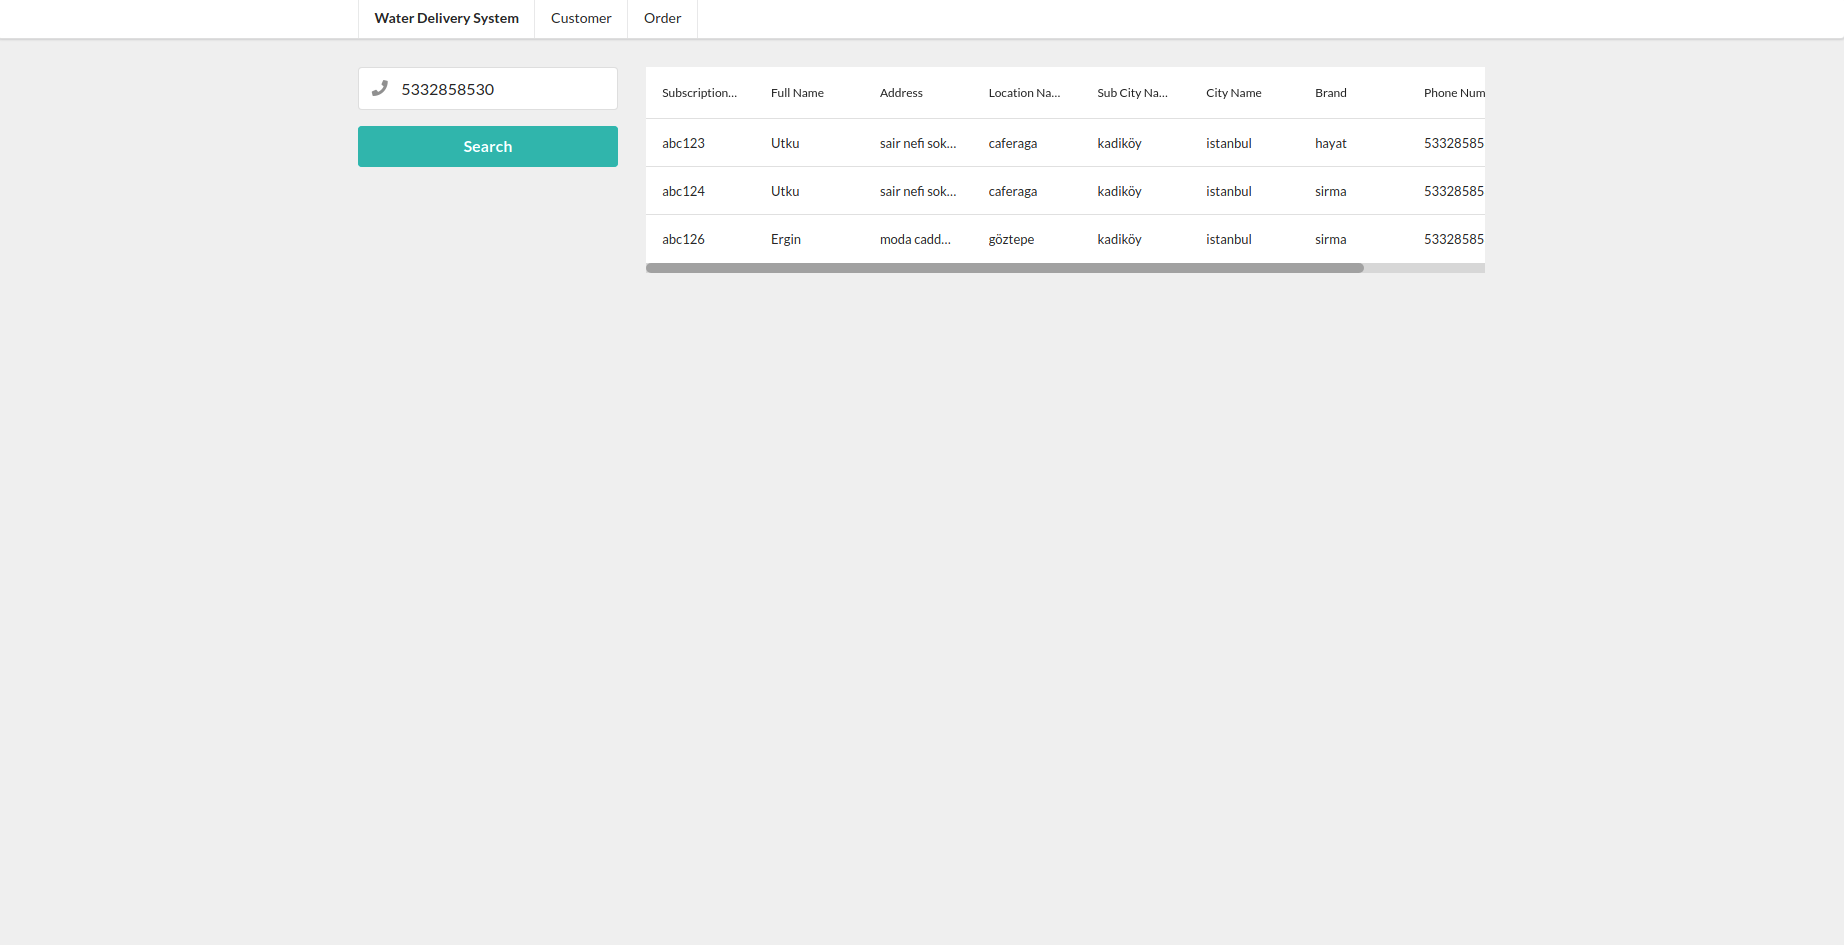 Water Delivery System Customer Order
5332858530
Search
Subscription... Full Name Address Location Na... Sub City Na... City Name Brand Phone Num
abc123 Utku sair nefi sok... caferaga kadiköy istanbul hayat 53328585
abc124 Utku sair nefi sok... caferaga kadiköy istanbul sirma 53328585
abc126 Ergin moda cadd... göztepe kadiköy istanbul sirma 53328585